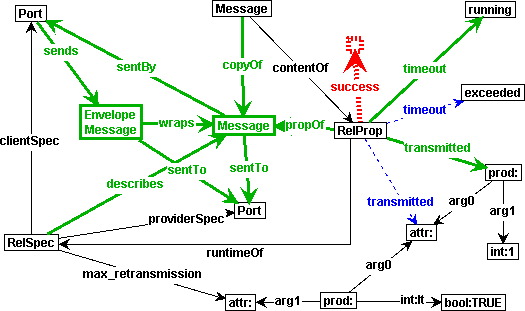 Port
Message
running
sends
sentBy
copyOf
contentOf
success
timeout
timeout
exceeded
Envelope
Message
wraps
Message
propOf
RelProp
transmitted
clientSpec
sentTo
sentTo
describes
prod:
transmitted
arg0
arg1
providerSpec
Port
attr:
RelSpec
runtimeOf
int:1
max_retransmission
arg0
attr:
arg1
prod:
int:lt
bool:TRUE